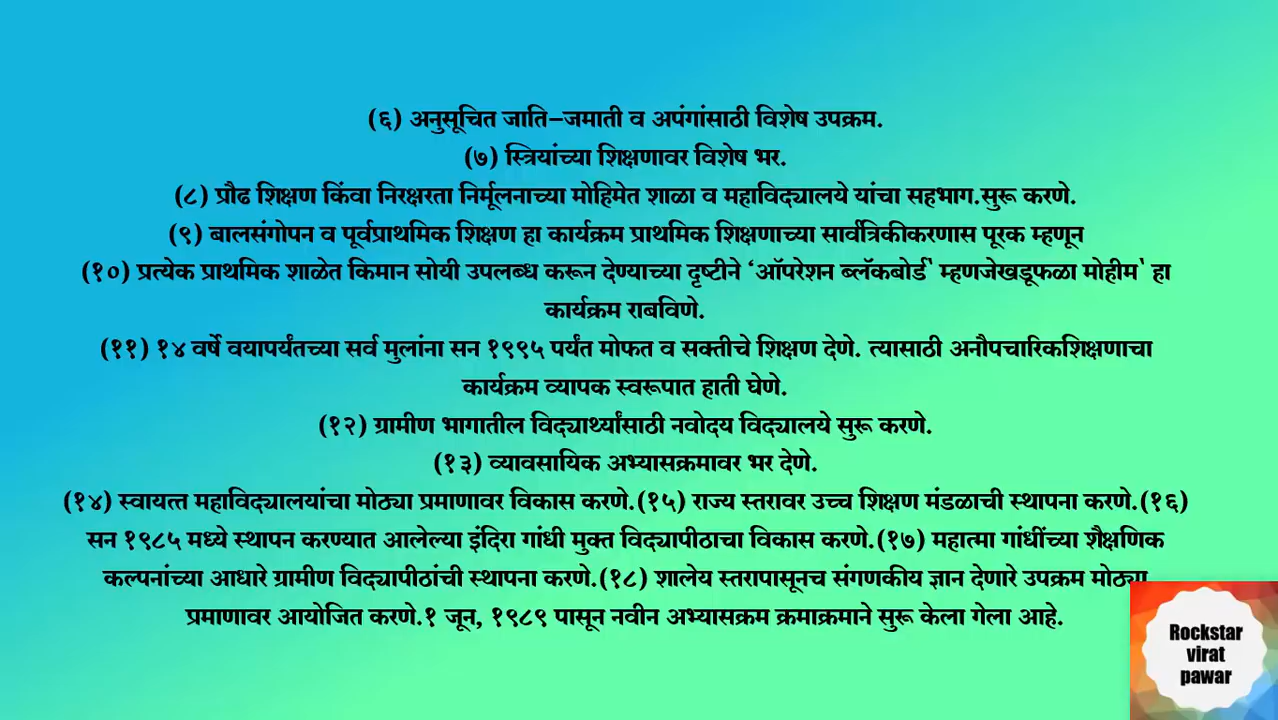 (६) अनुसूचित जाति–जमाती व अपंगांसाठी विशेष उपक्रम.
(७) स्त्रियांच्या शिक्षणावर विशेष भर.
(८) प्रौढ शिक्षण किंवा निरक्षरता निर्मूलनाच्या मोहिमेत शाळा व महाविद्यालये यांचा सहभाग.सुरू करणे.
(९) बालसंगोपन व पूर्वप्राथमिक शिक्षण हा कार्यक्रम प्राथमिक शिक्षणाच्या सार्वत्रिकीकरणास पूरक म्हणून
(१०) प्रत्येक प्राथमिक शाळेत किमान सोयी उपलब्ध करून देण्याच्या दृष्टीने ‘ऑपरेशन ब्लॅकबोर्ड' म्हणजेखडूफळा मोहीम' हा
कार्यक्रम राबविणे.
(११) १४ वर्षे वयापर्यंतच्या सर्व मुलांना सन १९९५ पर्यंत मोफत व सक्तीचे शिक्षण देणे. त्यासाठी अनौपचारिकशिक्षणाचा
कार्यक्रम व्यापक स्वरूपात हाती घेणे.
(१२) ग्रामीण भागातील विद्यार्थ्यांसाठी नवोदय विद्यालये सुरू करणे.
(१३) व्यावसायिक अभ्यासक्रमावर भर देणे.
(१४) स्वायत्त महाविद्यालयांचा मोठ्या प्रमाणावर विकास करणे.(१५) राज्य स्तरावर उच्च शिक्षण मंडळाची स्थापना करणे.(१६)
सन १९८५ मध्ये स्थापन करण्यात आलेल्या इंदिरा गांधी मुक्त विद्यापीठाचा विकास करणे.(१७) महात्मा गांधींच्या शैक्षणिक
कल्पनांच्या आधारे ग्रामीण विद्यापीठांची स्थापना करणे.(१८) शालेय स्तरापासूनच संगणकीय ज्ञान देणारे उपक्रम मोठ्या
प्रमाणावर आयोजित करणे.१ जून, १९८९ पासून नवीन अभ्यासक्रम क्रमाक्रमाने सुरू केला गेला आहे.
Rockstar
virat
pawar